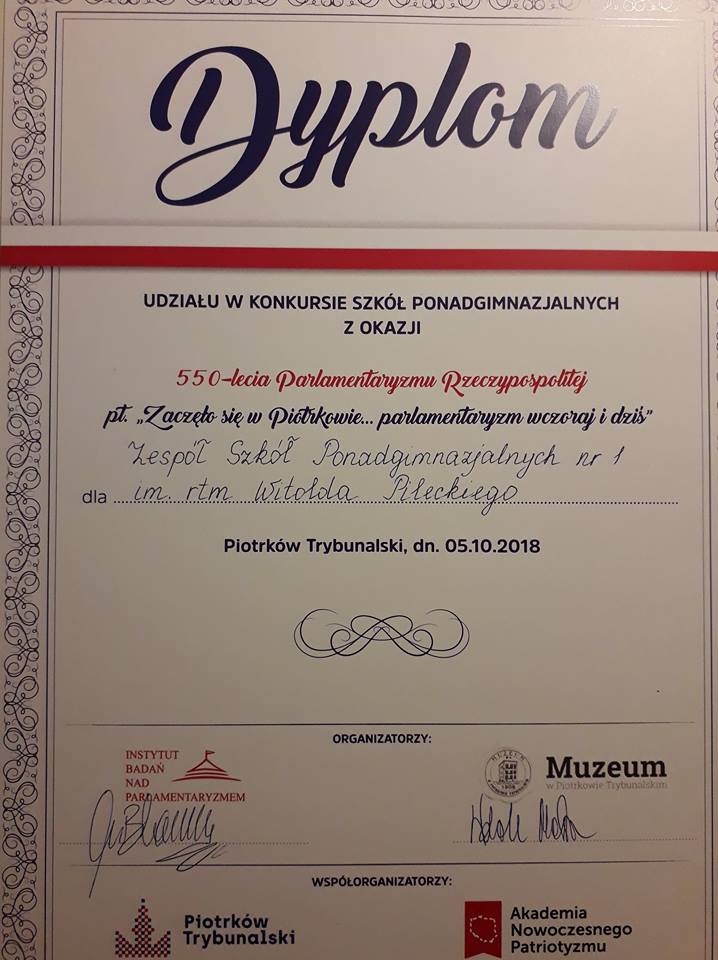 Dyplom
UDZIAŁU W KONKURSIE SZKÓŁ PONADGIMNAZJALNYCH
Z OKAZJI
550-lecia Parlamentaryzmu Rzeczypospolitej
pt. „Zaczęło się w Piotrkowie... parlamentaryzm wczoraj i dziś”
Zespół Szkół Ponadgimnazjalnych nr 1
dla im. rtm Witolda Pileckiego
Piotrków Trybunalski, dn. 05.10.2018
ORGANIZATORZY:
INSTYTUT
BADAŃ
NAD
PARLAMENTARYZMEM
MUZEUM
1908
Muzeum
w Piotrkowie Trybunalskim
WSPÓŁORGANIZATORZY:
Piotrków
Trybunalski
Akademia
Nowoczesnego
Patriotyzmu